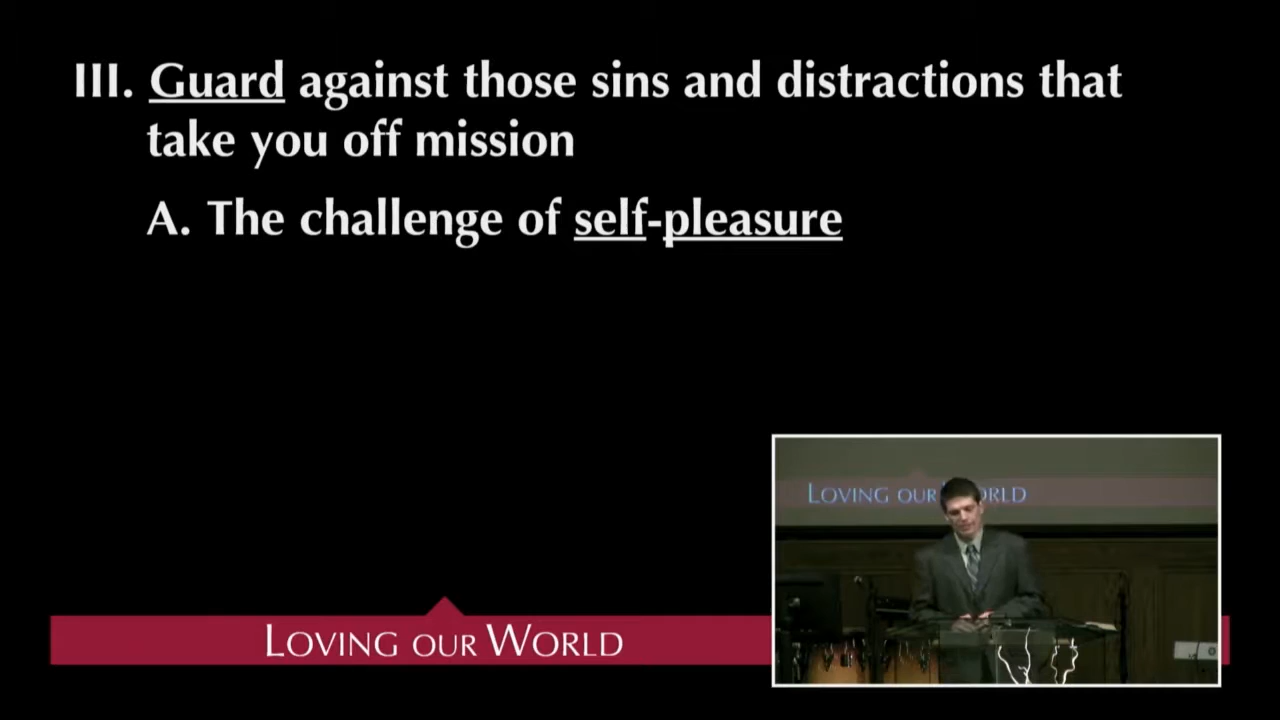 III. Guard against those sins and distractions that
take you off mission
A. The challenge of self-pleasure
LOVING OUR WORLD
LOVING OUR WORLD